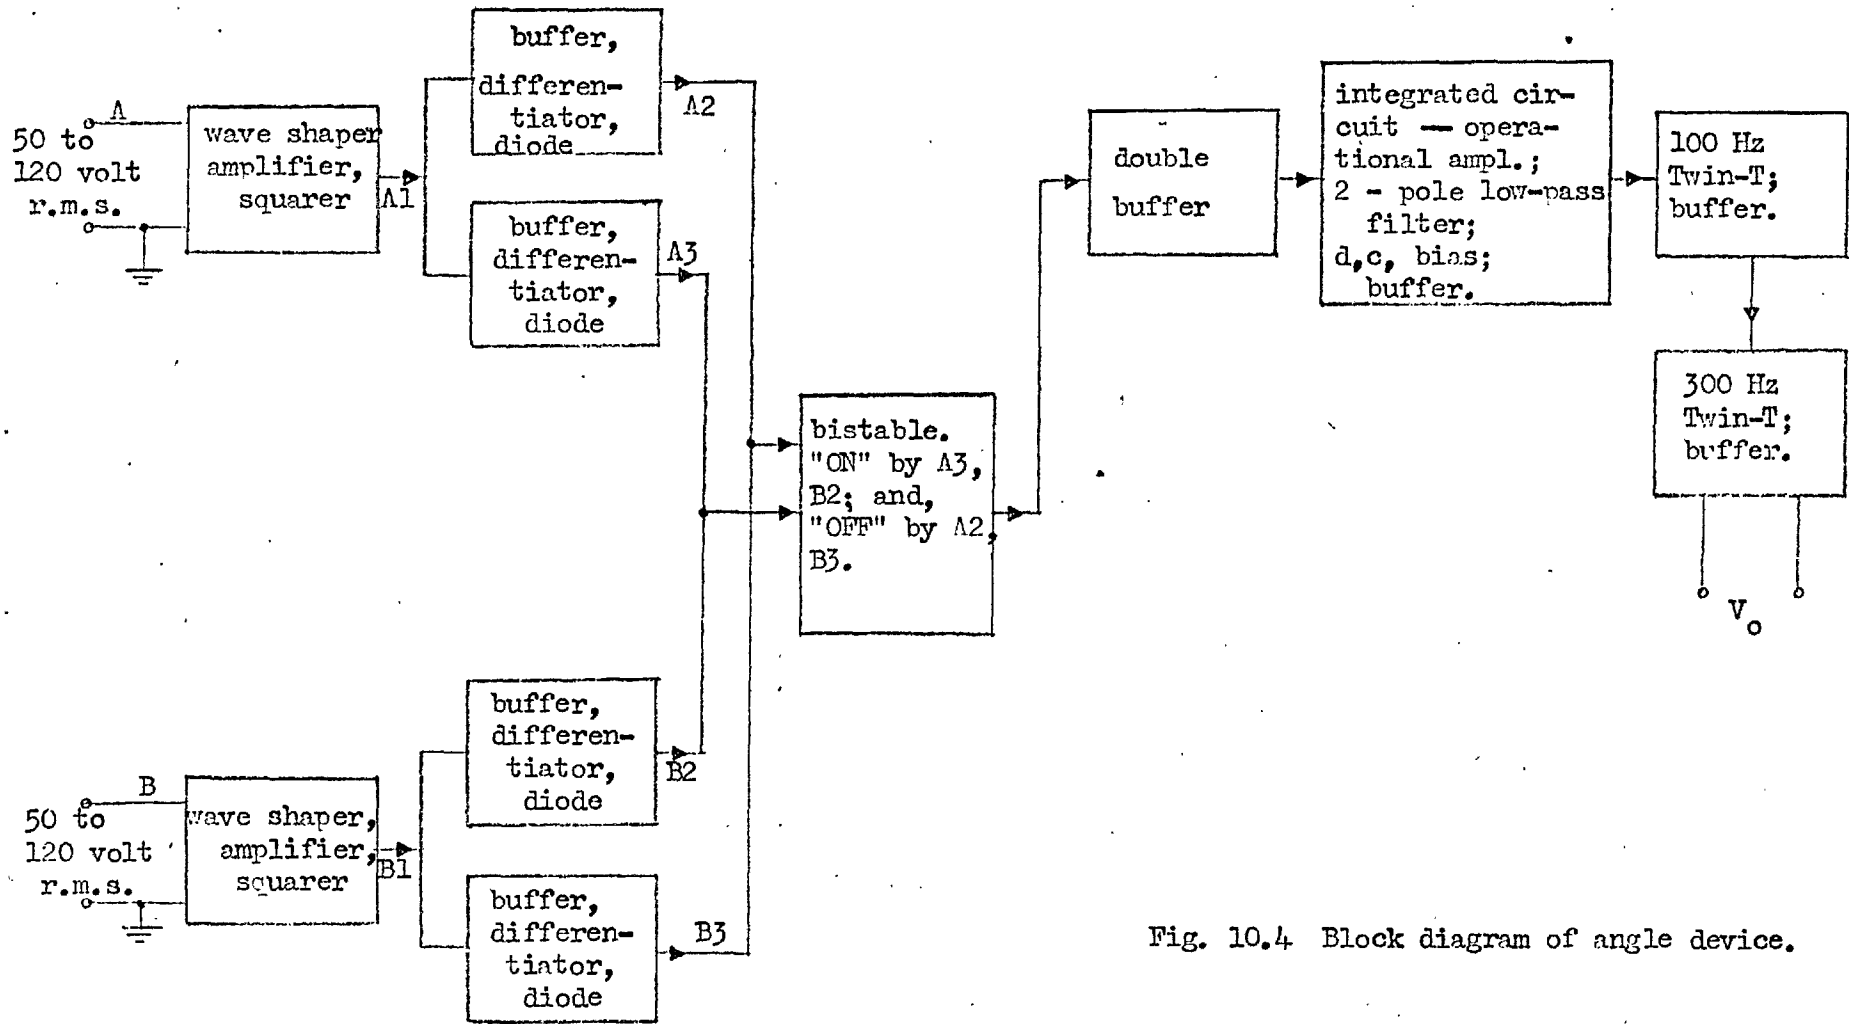 A
50 to
120 volt
r.m.s.
wave shaper
amplifier,
squarer
A1
buffer,
differen-
tiator,
diode
A2
buffer,
differen-
tiator,
diode
A3
B
50 to
120 volt
r.m.s.
wave shaper,
amplifier,
squarer
B1
buffer,
differen-
tiator,
diode
B2
buffer,
differen-
tiator,
diode
B3
bistable.
"ON" by A3,
B2; and,
"OFF" by A2,
B3.
double
buffer
integrated cir-
cuit — opera-
tional ampl.;
2 - pole low-pass
filter;
d,c, bias;
buffer.
100 Hz
Twin-T;
buffer.
300 Hz
Twin-T;
buffer.
Vo
Fig. 10.4 Block diagram of angle device.